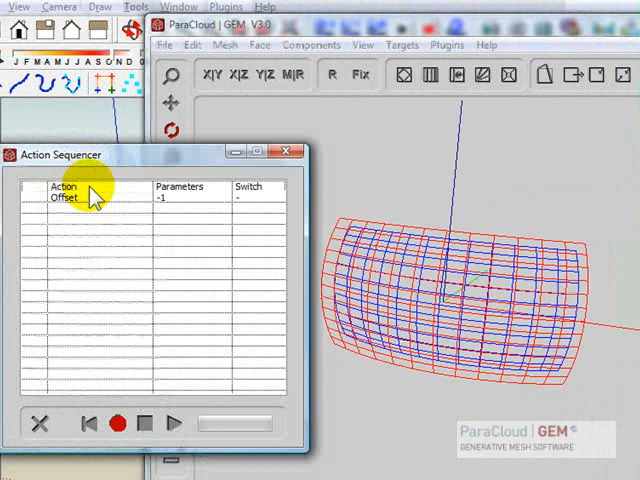 View Camera Draw Tools Window Plugins Help
ParaCloud | GEM V3.0
File Edit Mesh Face Components View Targets Plugins Help
J F M A M J J A S O N D
X|Y X|Z Y|Z M|R R Fix
Action Sequencer
Action Parameters Switch
Offset -1 -
ParaCloud | GEM
GENERATIVE MESH SOFTWARE